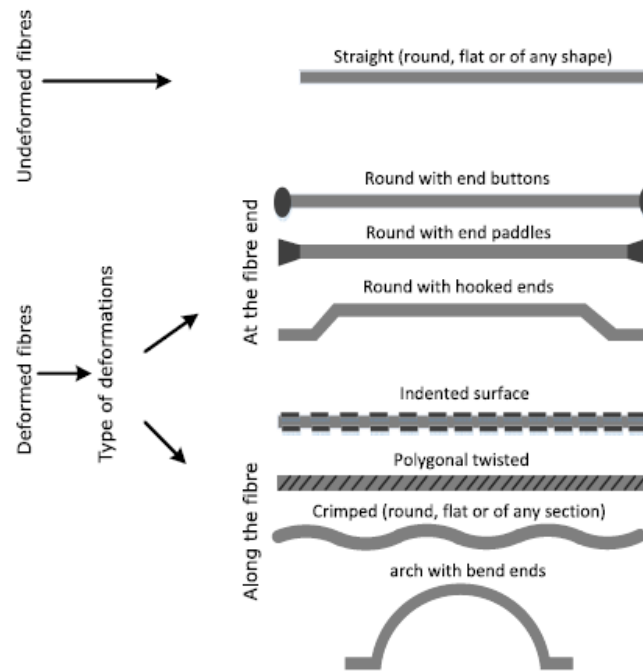 Undeformed fibres
Straight (round, flat or of any shape)
Deformed fibres
Type of deformations
At the fibre end
Round with end buttons
Round with end paddles
Round with hooked ends
Along the fibre
Indented surface
Polygonal twisted
Crimped (round, flat or of any section)
arch with bend ends